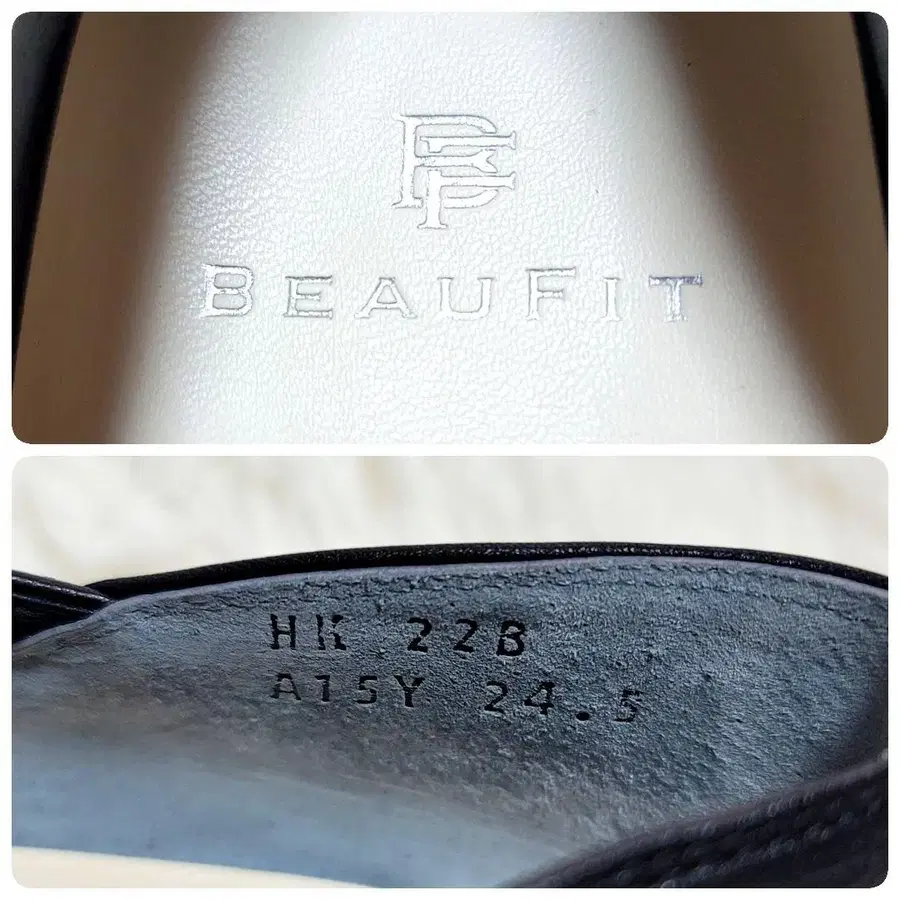 BF
BEAUFIT
HK 22B
A15Y 24.5